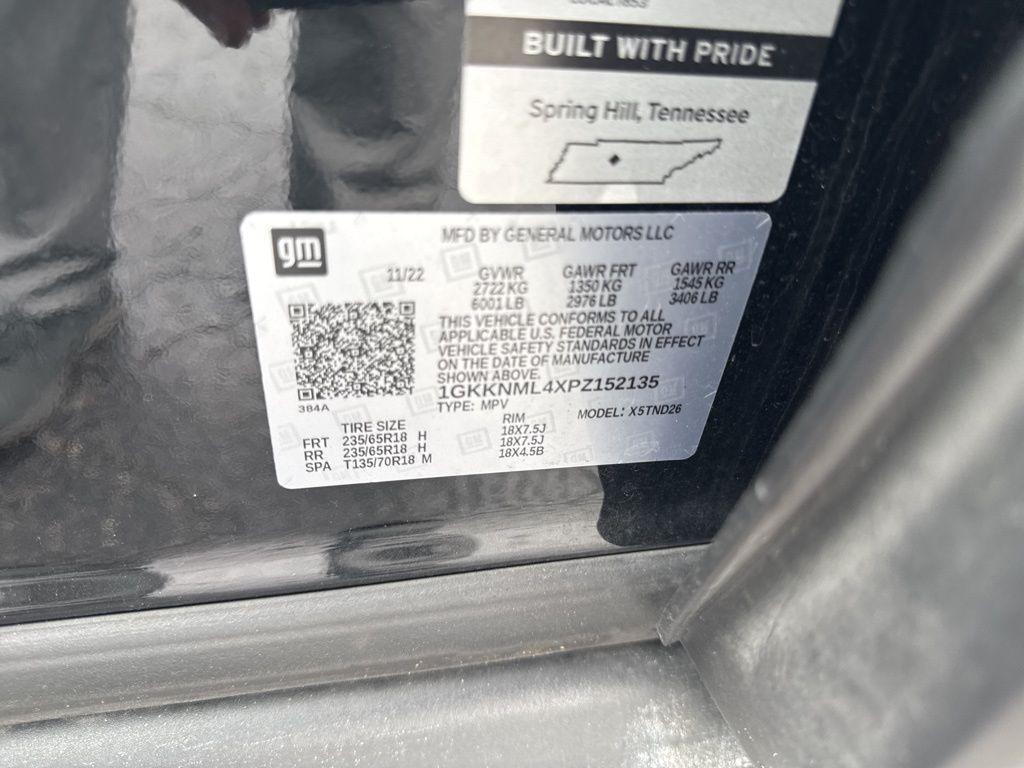 BUILT WITH PRIDE
Spring Hill, Tennessee
gm
MFD BY GENERAL MOTORS LLC
11/22 GVWR GAWR FRT GAWR RR
2722 KG 1350 KG 1545 KG
6001 LB 2976 LB 3406 LB
THIS VEHICLE CONFORMS TO ALL
APPLICABLE U.S. FEDERAL MOTOR
VEHICLE SAFETY STANDARDS IN EFFECT
ON THE DATE OF MANUFACTURE
SHOWN ABOVE.
1GKKNML4XPZ152135
384A
TYPE: MPV MODEL: X5TND26
TIRE SIZE RIM
FRT 235/65R18 H 18X7.5J
RR 235/65R18 H 18X7.5J
SPA T135/70R18 M 18X4.5B